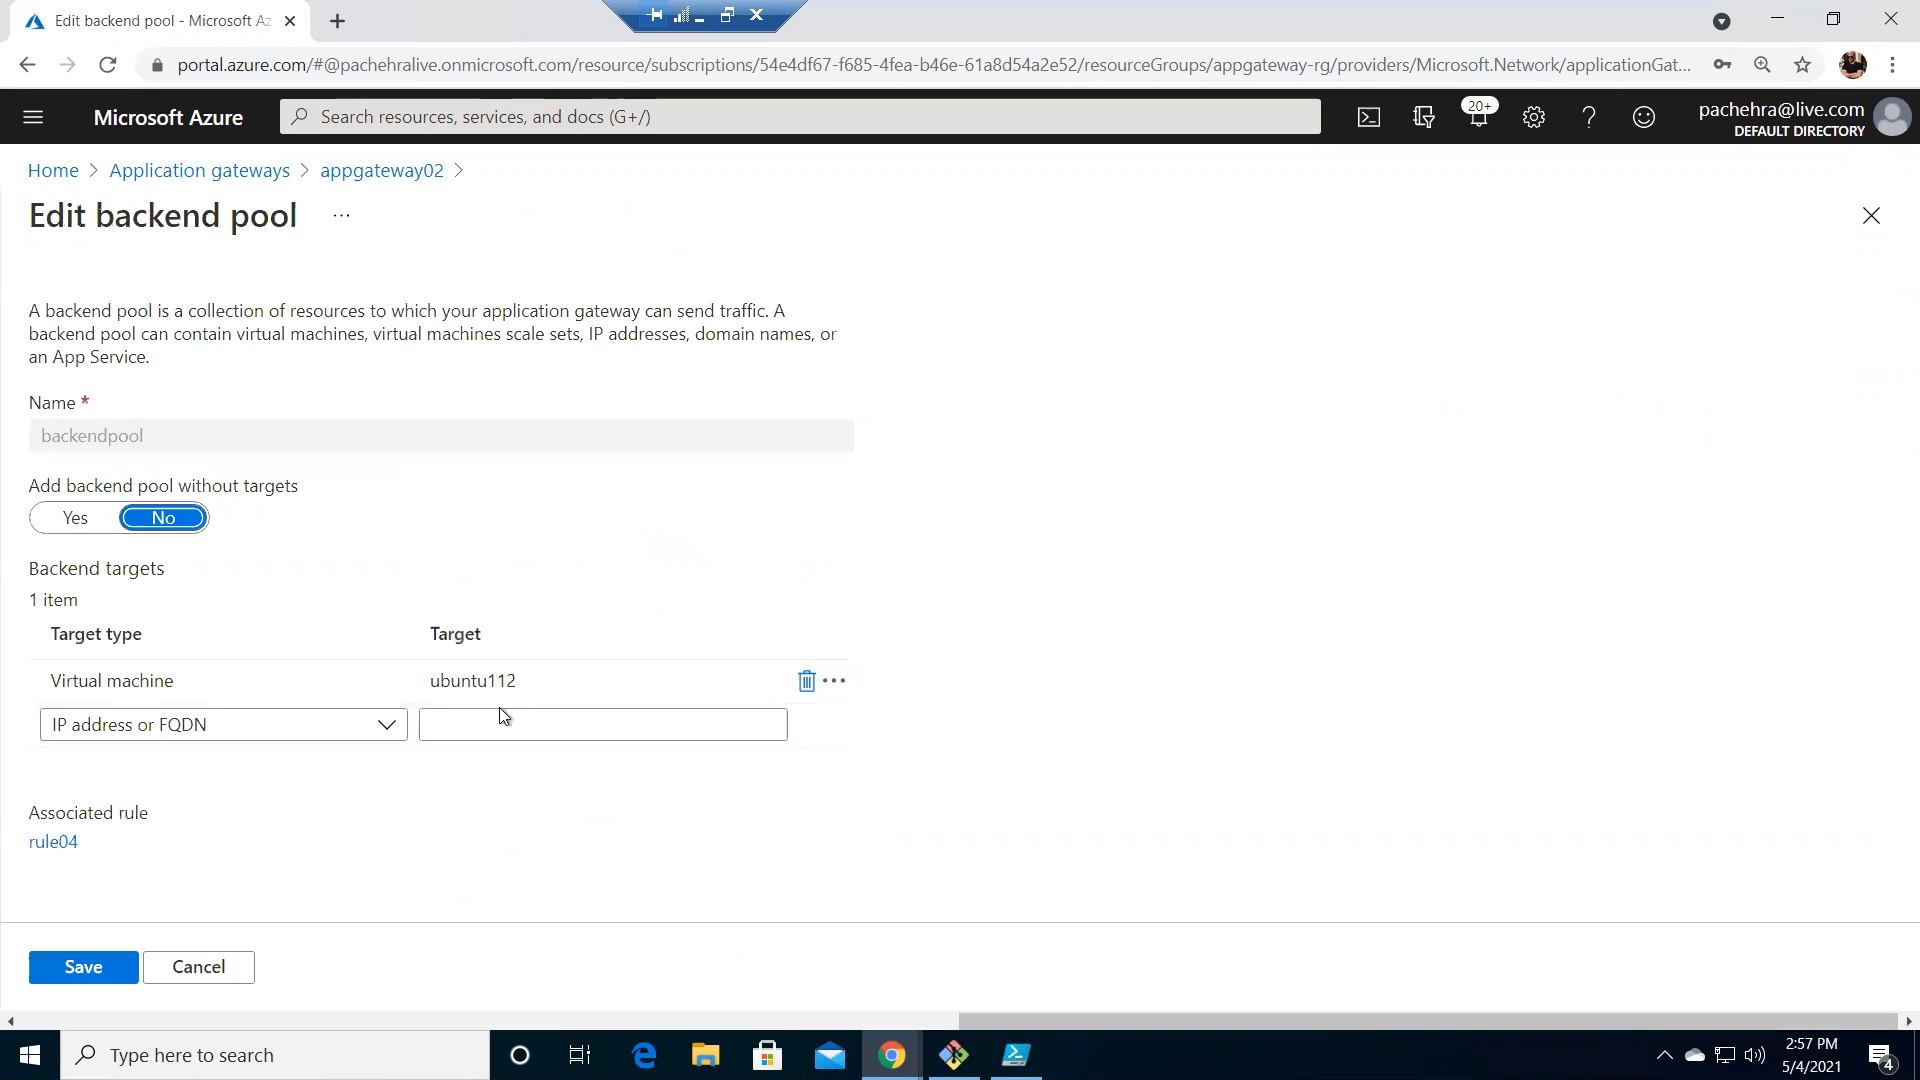 Edit backend pool - Microsoft Az
portal.azure.com/#@pachehralive.onmicrosoft.com/resource/subscriptions/54e4df67-f685-4fea-b46e-61a8d54a2e52/resourceGroups/appgateway-rg/providers/Microsoft.Network/applicationGat...
Microsoft Azure
Search resources, services, and docs (G+/)
20+
pachehra@live.com
DEFAULT DIRECTORY
Home > Application gateways > appgateway02 >
Edit backend pool ...
A backend pool is a collection of resources to which your application gateway can send traffic. A
backend pool can contain virtual machines, virtual machines scale sets, IP addresses, domain names, or
an App Service.
Name *
backendpool
Add backend pool without targets
Yes No
Backend targets
1 item
Target type Target
Virtual machine ubuntu112
IP address or FQDN
Associated rule
rule04
Save Cancel
Type here to search
2:57 PM
5/4/2021
4